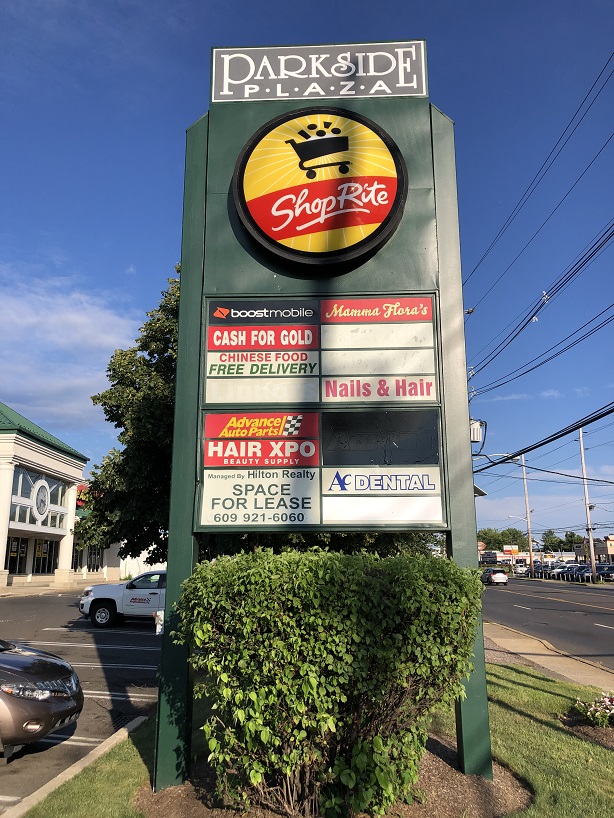 PARKSIDE
P·L·A·Z·A
ShopRite
boostmobile
Mamma Flora's
CASH FOR GOLD
CHINESE FOOD
FREE DELIVERY
Nails & Hair
Advance
Auto Parts
HAIR XPO
BEAUTY SUPPLY
Managed By Hilton Realty
SPACE
FOR LEASE
609 921-6060
AC DENTAL